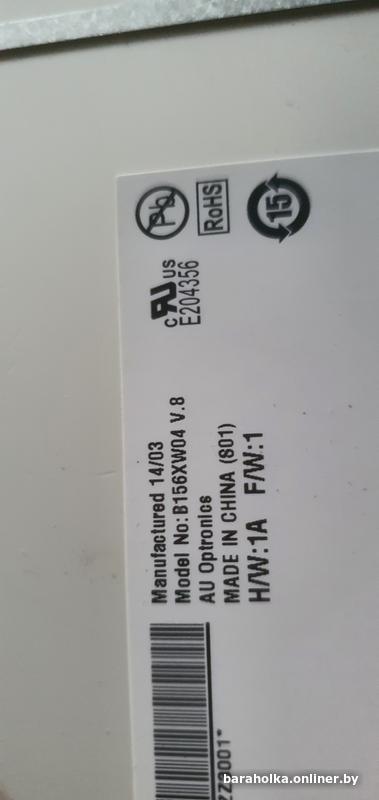 Pb
RoHS
15
c RU US
E204356
Manufactured 14/03
Model No: B156XW04 V.8
AU Optronics
MADE IN CHINA (801)
H/W:1A F/W:1
baraholka.onliner.by